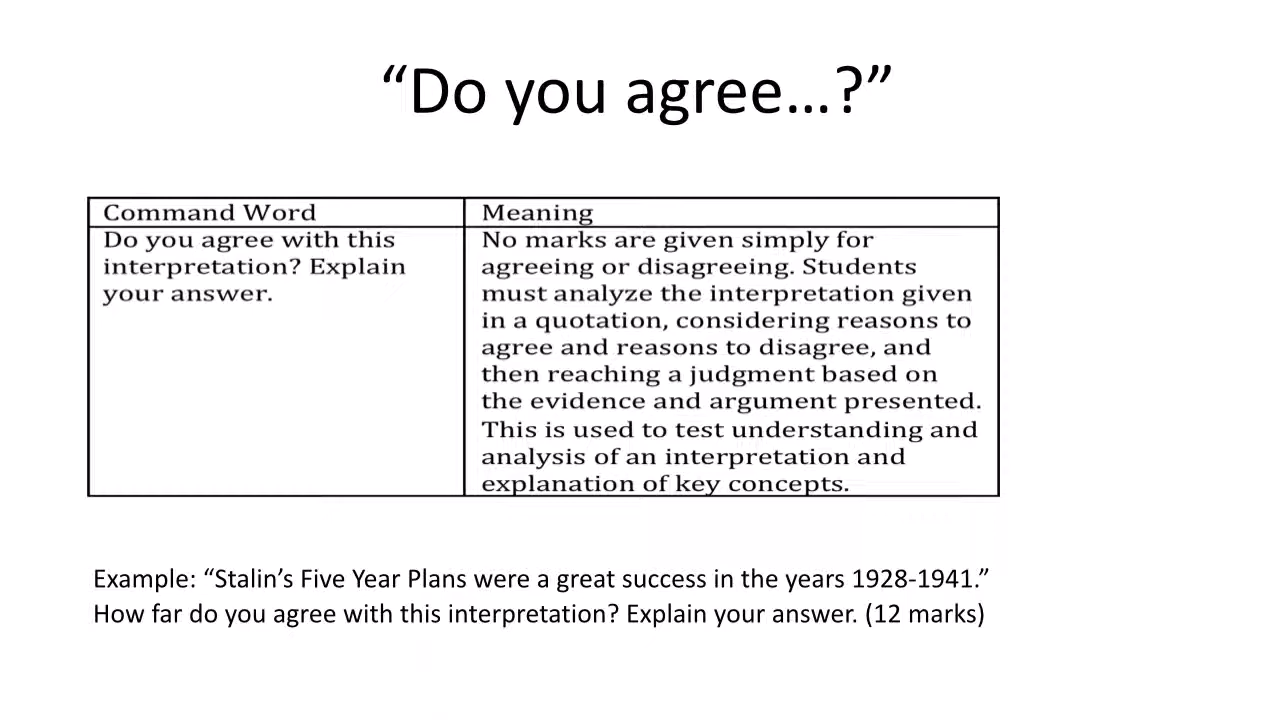 “Do you agree…?”
Command Word
Meaning
Do you agree with this
interpretation? Explain
your answer.
No marks are given simply for
agreeing or disagreeing. Students
must analyze the interpretation given
in a quotation, considering reasons to
agree and reasons to disagree, and
then reaching a judgment based on
the evidence and argument presented.
This is used to test understanding and
analysis of an interpretation and
explanation of key concepts.
Example: “Stalin’s Five Year Plans were a great success in the years 1928-1941.”
How far do you agree with this interpretation? Explain your answer. (12 marks)